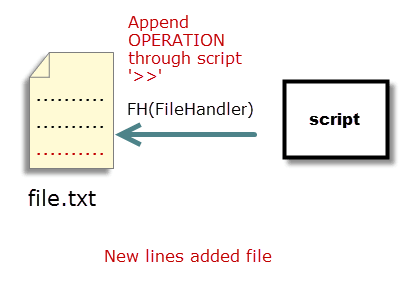 Append
OPERATION
through script
'>>'
FH(FileHandler)
script
file.txt
New lines added file